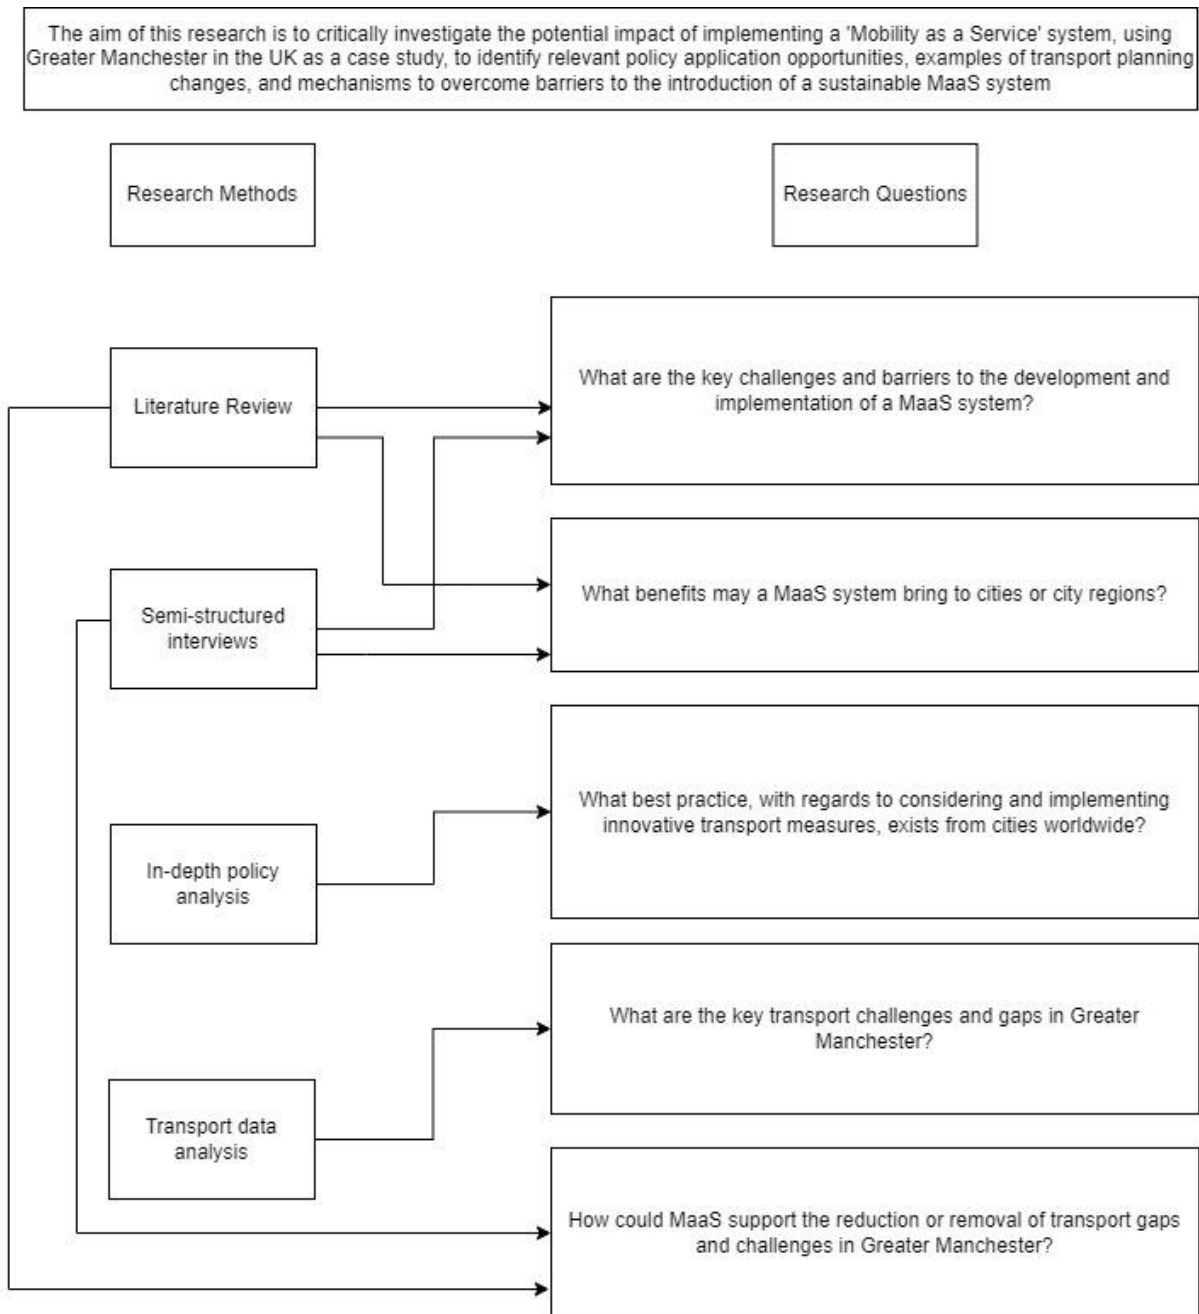 The aim of this research is to critically investigate the potential impact of implementing a 'Mobility as a Service' system, using
Greater Manchester in the UK as a case study, to identify relevant policy application opportunities, examples of transport planning
changes, and mechanisms to overcome barriers to the introduction of a sustainable MaaS system
Research Methods
Research Questions
Literature Review
What are the key challenges and barriers to the development and
implementation of a MaaS system?
Semi-structured
interviews
What benefits may a MaaS system bring to cities or city regions?
In-depth policy
analysis
What best practice, with regards to considering and implementing
innovative transport measures, exists from cities worldwide?
Transport data
analysis
What are the key transport challenges and gaps in Greater
Manchester?
How could MaaS support the reduction or removal of transport gaps
and challenges in Greater Manchester?